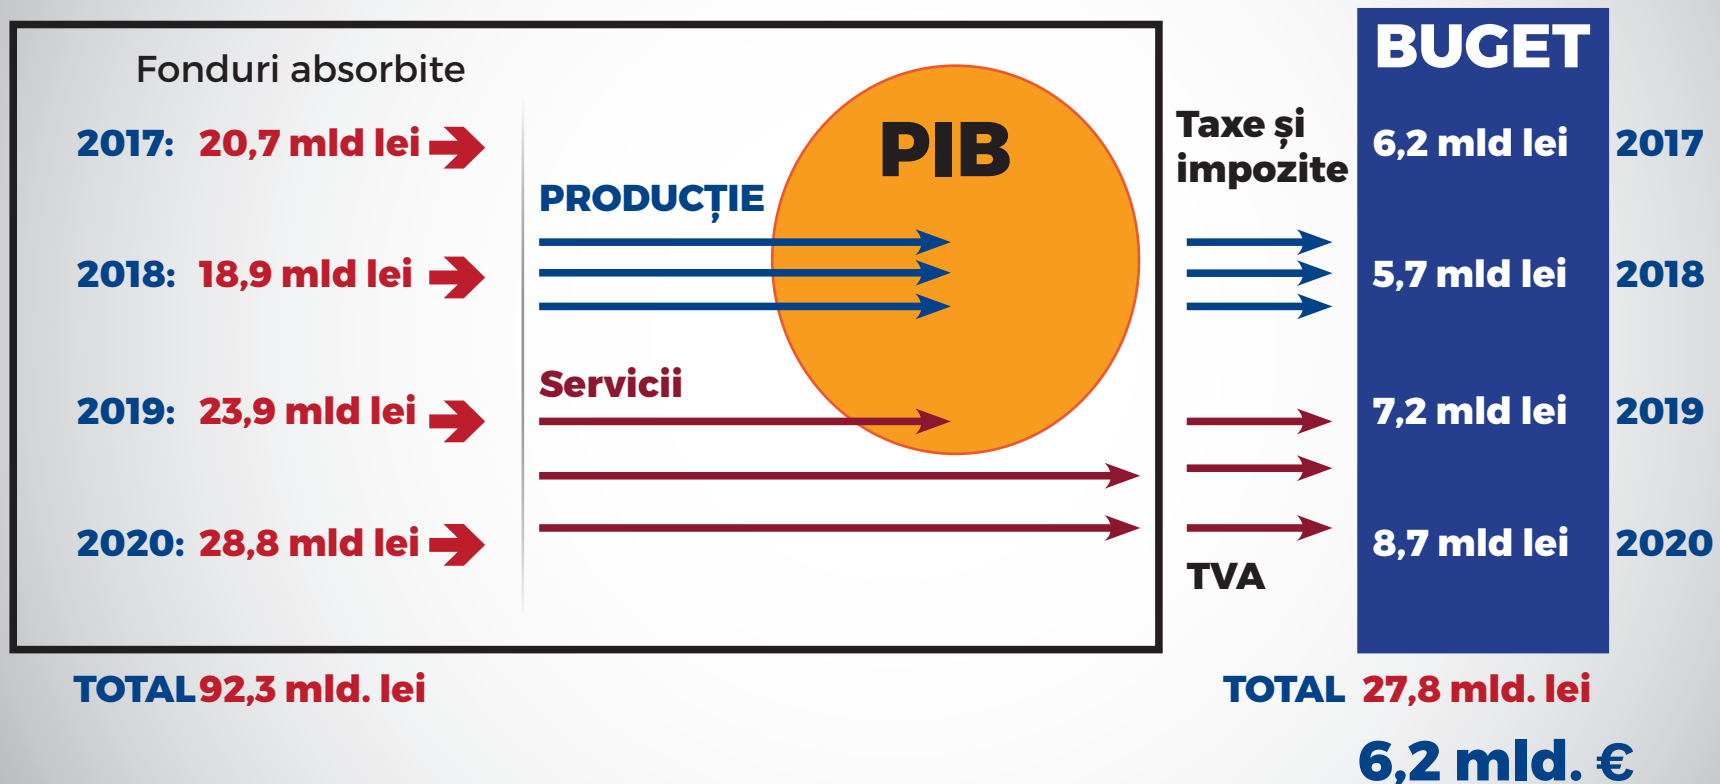 Fonduri absorbite
2017: 20,7 mld lei
2018: 18,9 mld lei
2019: 23,9 mld lei
2020: 28,8 mld lei
TOTAL 92,3 mld. lei
PRODUCȚIE
Servicii
PIB
Taxe și
impozite
TVA
BUGET
6,2 mld lei 2017
5,7 mld lei 2018
7,2 mld lei 2019
8,7 mld lei 2020
TOTAL 27,8 mld. lei
6,2 mld. €